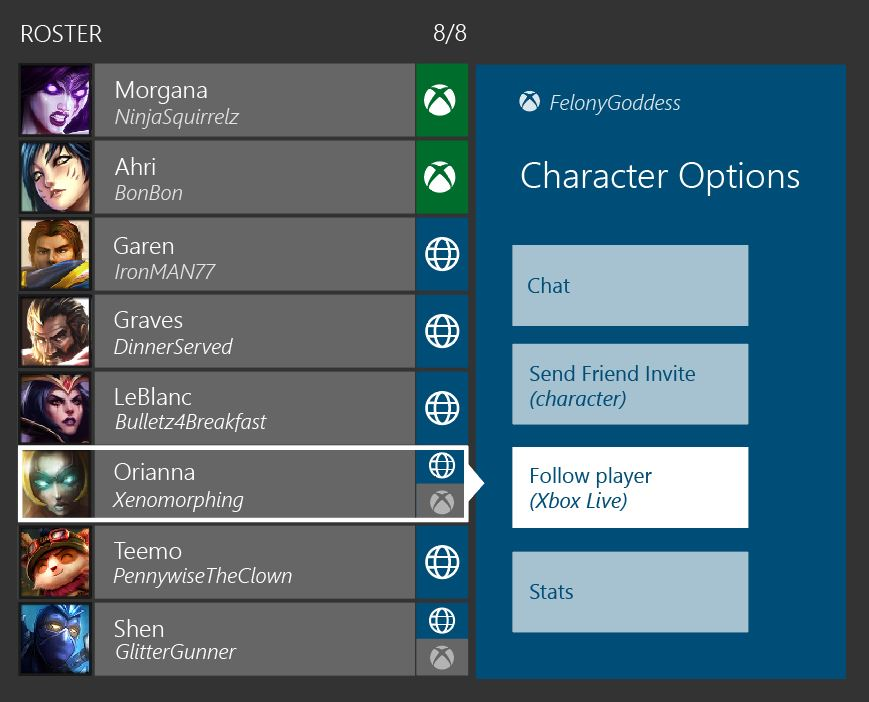 ROSTER 8/8
Morgana
NinjaSquirrelz
Ahri
BonBon
Garen
IronMAN77
Graves
DinnerServed
LeBlanc
Bulletz4Breakfast
Orianna
Xenomorphing
Teemo
PennywiseTheClown
Shen
GlitterGunner
FelonyGoddess
Character Options
Chat
Send Friend Invite
(character)
Follow player
(Xbox Live)
Stats